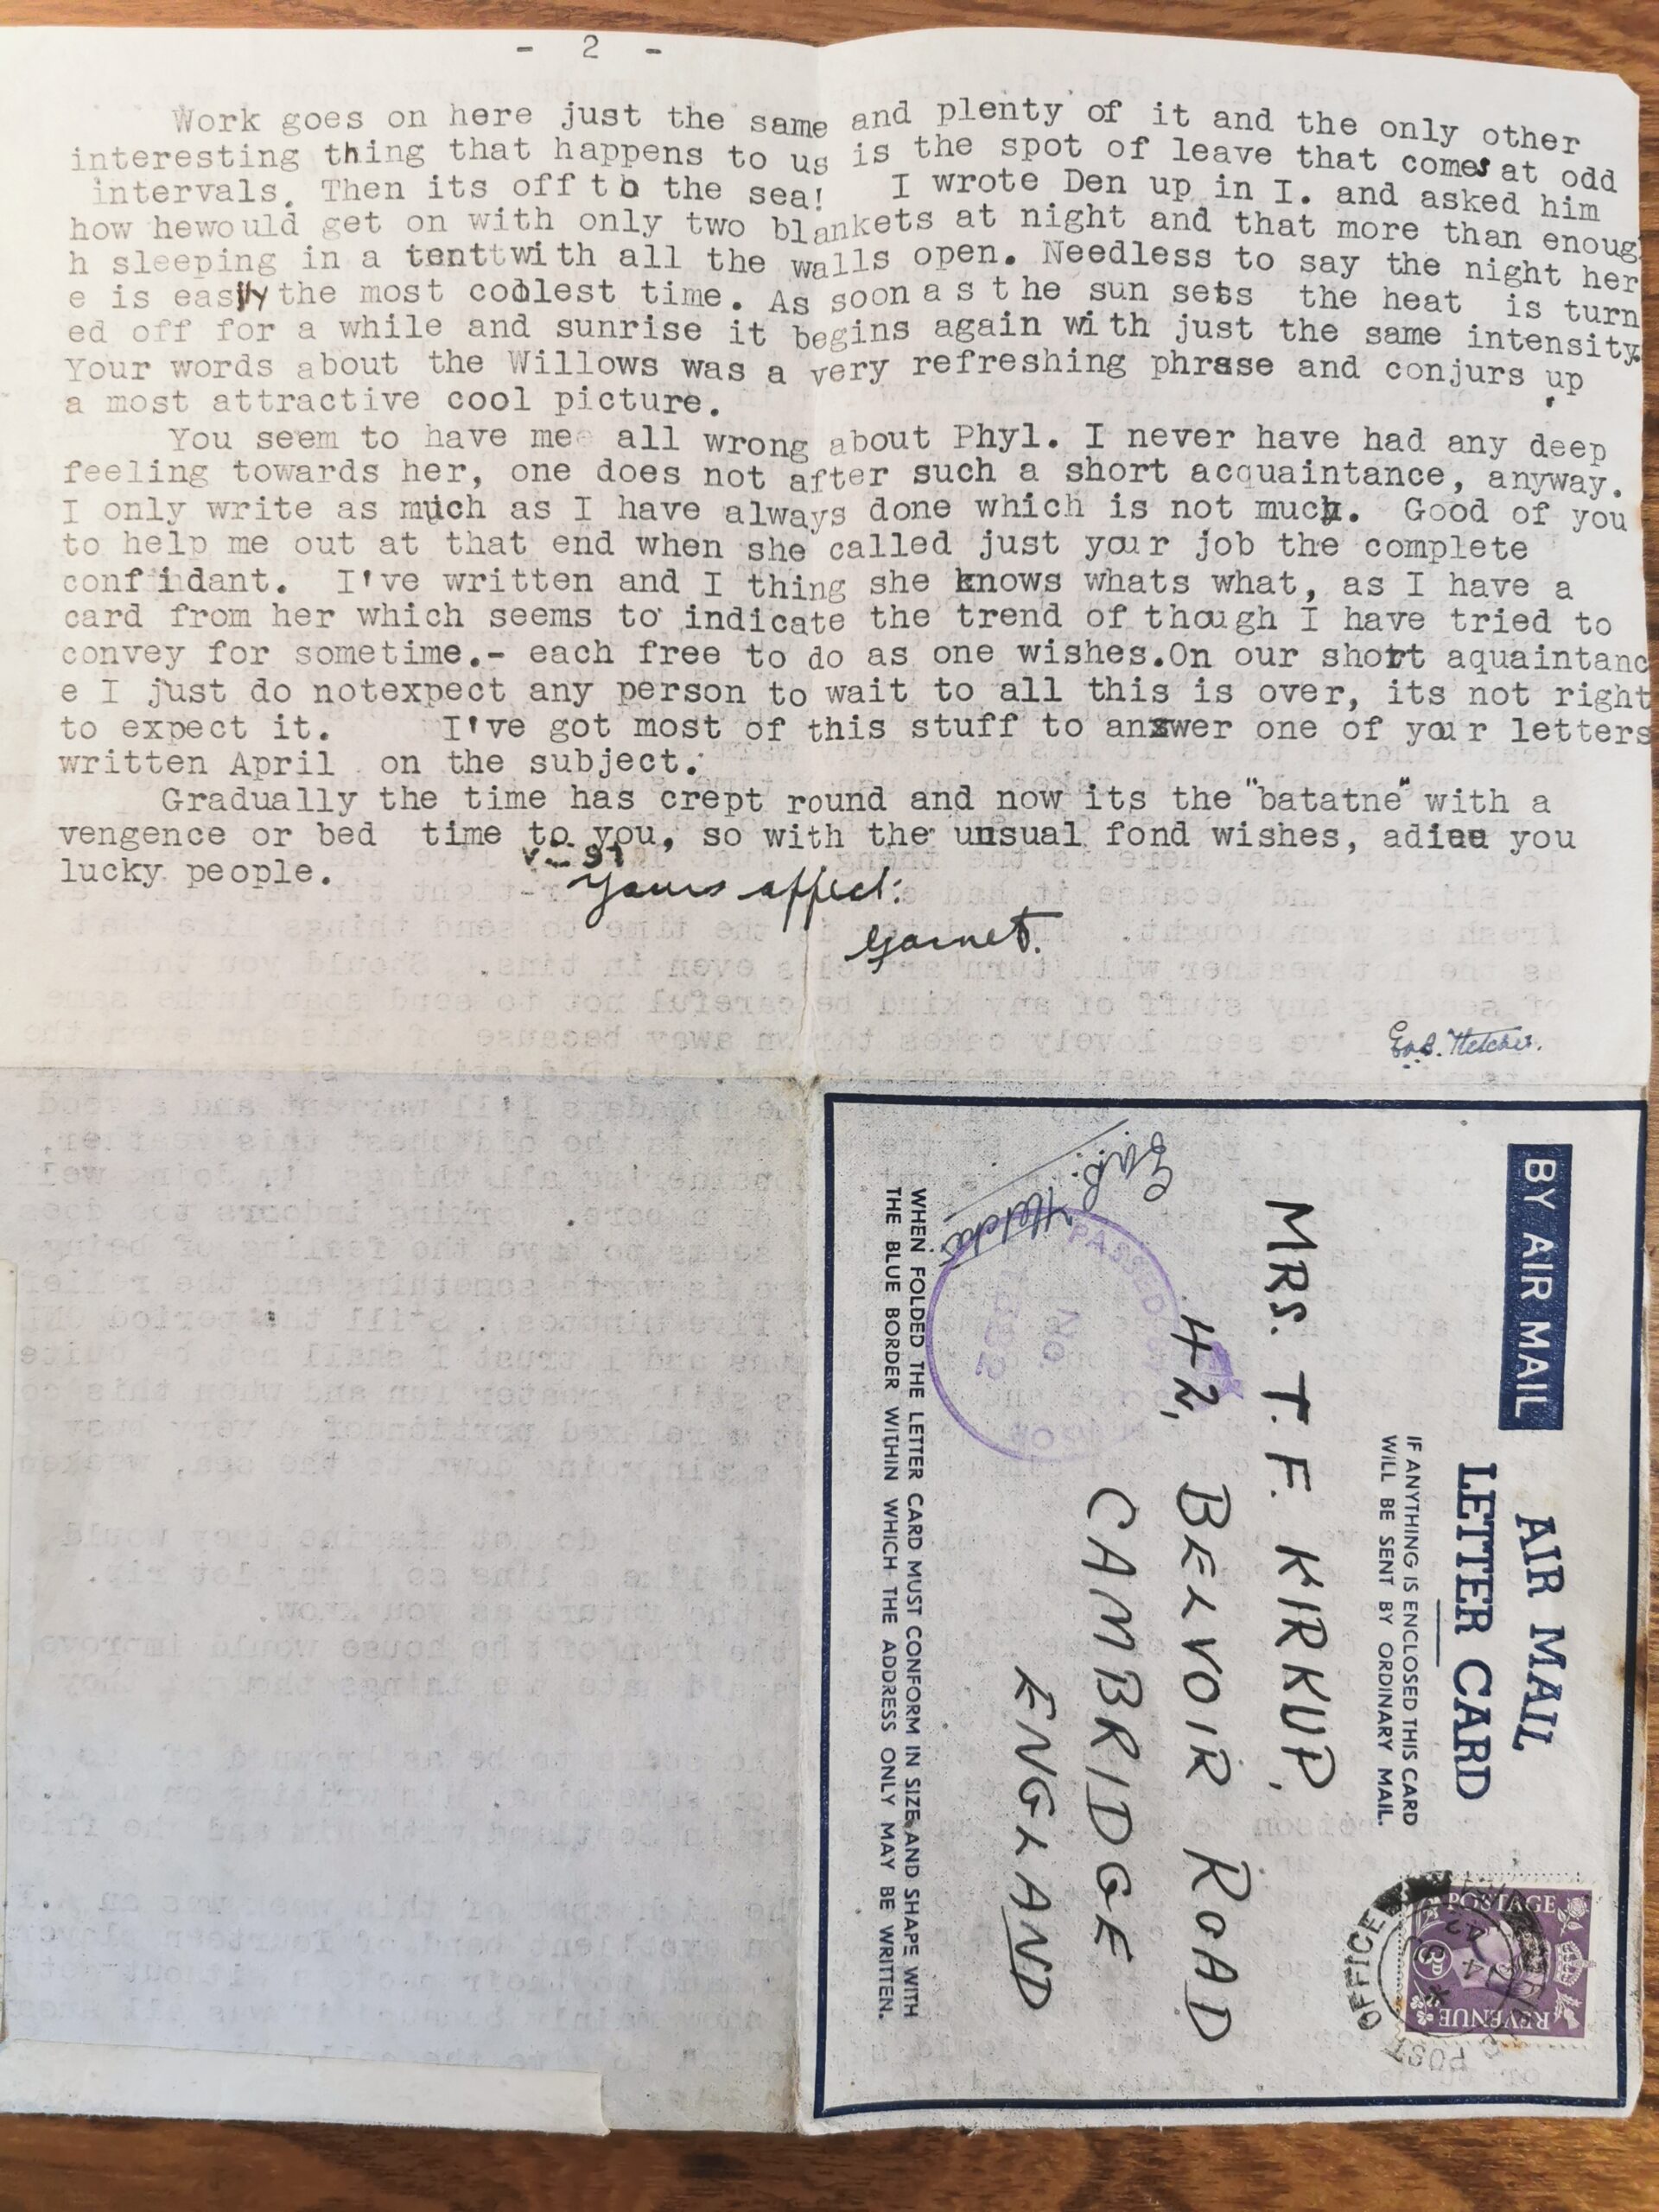 - 2 -
Work goes on here just the same and plenty of it and the only other
interesting thing that happens to us is the spot of leave that comes at odd
intervals. Then its off to the sea! I wrote Den up in I. and asked him
how hewould get on with only two blankets at night and that more than enoug
h sleeping in a tenttwith all the walls open. Needless to say the night her
e is easily the most coolest time. As soon as the sun sets the heat is turn
ed off for a while and sunrise it begins again with just the same intensity.
Your words about the Willows was a very refreshing phrase and conjurs up
a most attractive cool picture.
You seem to have me all wrong about Phyl. I never have had any deep
feeling towards her, one does not after such a short acquaintance, anyway.
I only write as much as I have always done which is not much. Good of you
to help me out at that end when she called just your job the complete
confidant. I've written and I thing she knows whats what, as I have a
card from her which seems to indicate the trend of though I have tried to
convey for sometime.- each free to do as one wishes.On our short aquaintanc
e I just do notexpect any person to wait to all this is over, its not right
to expect it. I've got most of this stuff to answer one of your letters
written April on the subject.
Gradually the time has crept round and now its the "batatne" with a
vengence or bed time to you, so with the unsual fond wishes, adieu you
lucky people.
Yours affect:
Garnet.
Fletcher.
BY AIR MAIL
AIR MAIL
LETTER CARD
IF ANYTHING IS ENCLOSED THIS CARD
WILL BE SENT BY ORDINARY MAIL.
POSTAGE
REVENUE
3D
POST OFFICE
42
MRS. T. F. KIRKUP,
42, BELVOIR ROAD
CAMBRIDGE
ENGLAND
PASSED BY
No
CENSOR
WHEN FOLDED THE LETTER CARD MUST CONFORM IN SIZE AND SHAPE WITH
THE BLUE BORDER WITHIN WHICH THE ADDRESS ONLY MAY BE WRITTEN.